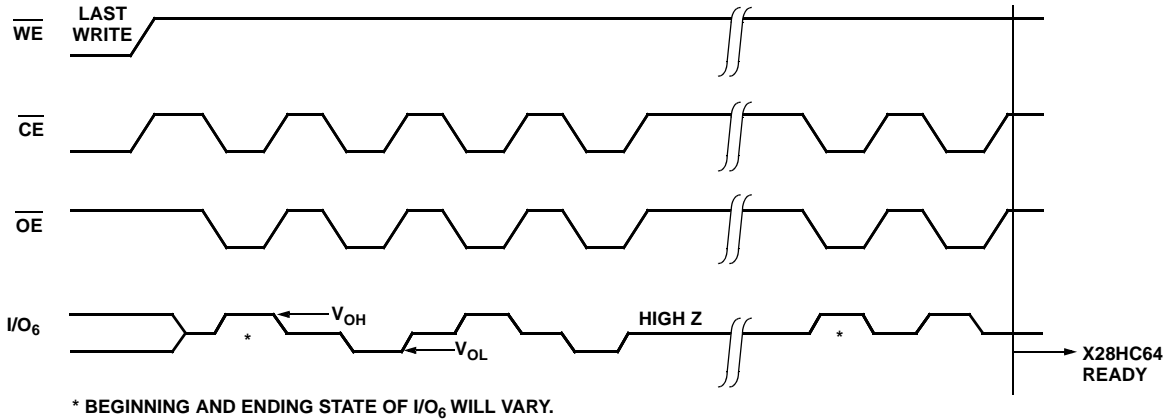 WE
LAST
WRITE
CE
OE
I/O6
VOH
VOL
HIGH Z
*
*
X28HC64
READY
* BEGINNING AND ENDING STATE OF I/O6 WILL VARY.